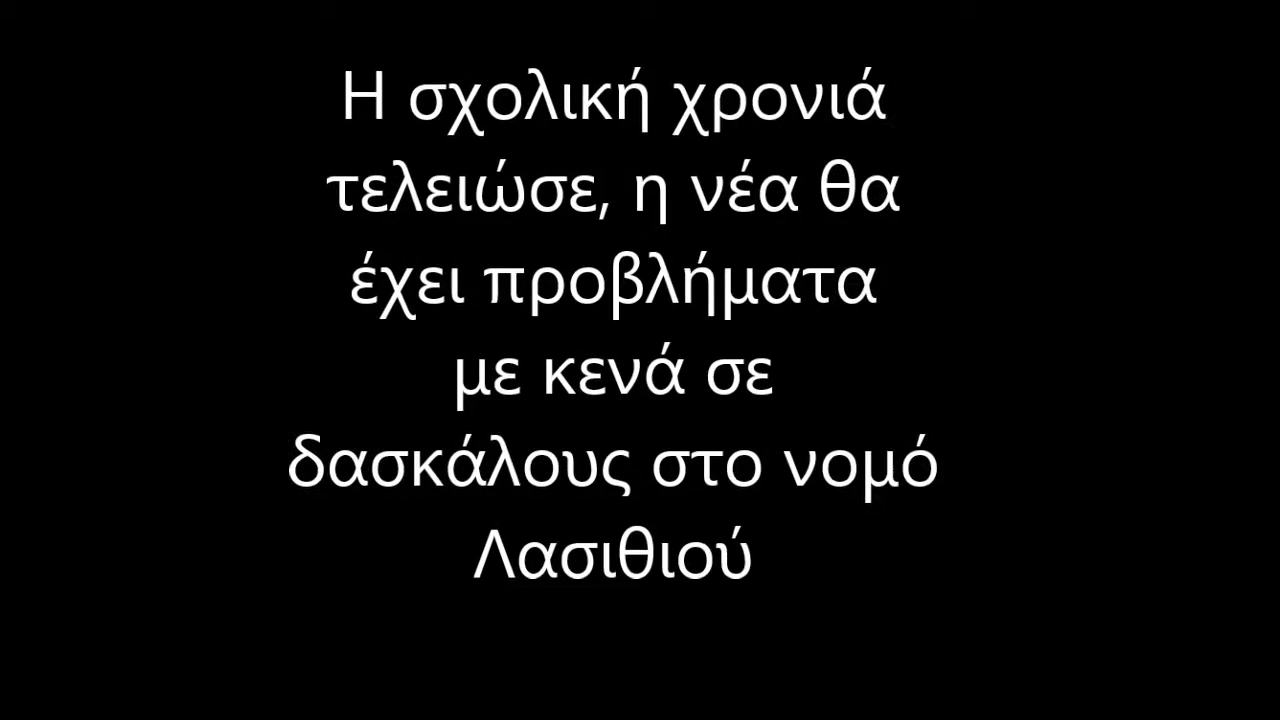 Η σχολική χρονιά
τελειώσε, η νέα θα
έχει προβλήματα
με κενά σε
δασκάλους στο νομό
Λασιθιού